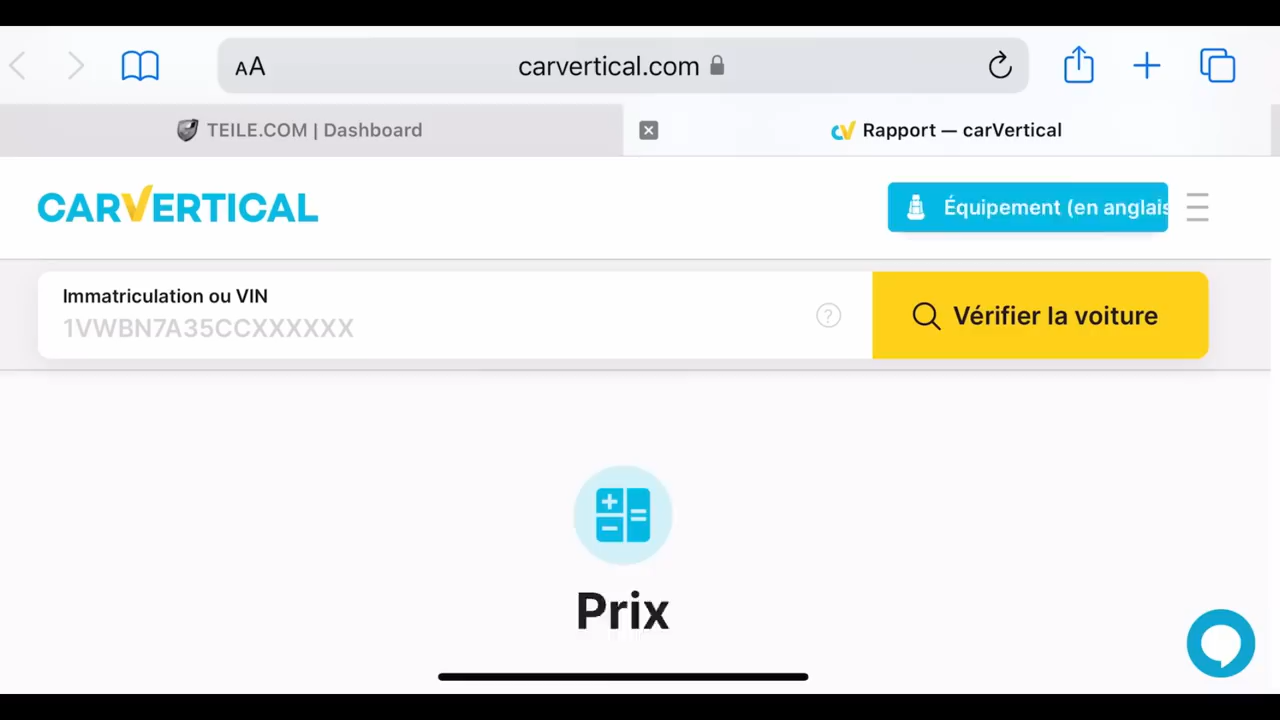 AA
carvertical.com
TEILE.COM | Dashboard
Rapport — carVertical
CARVERTICAL
Équipement (en anglais
Immatriculation ou VIN
1VWBN7A35CCXXXXXX
?
Vérifier la voiture
Prix